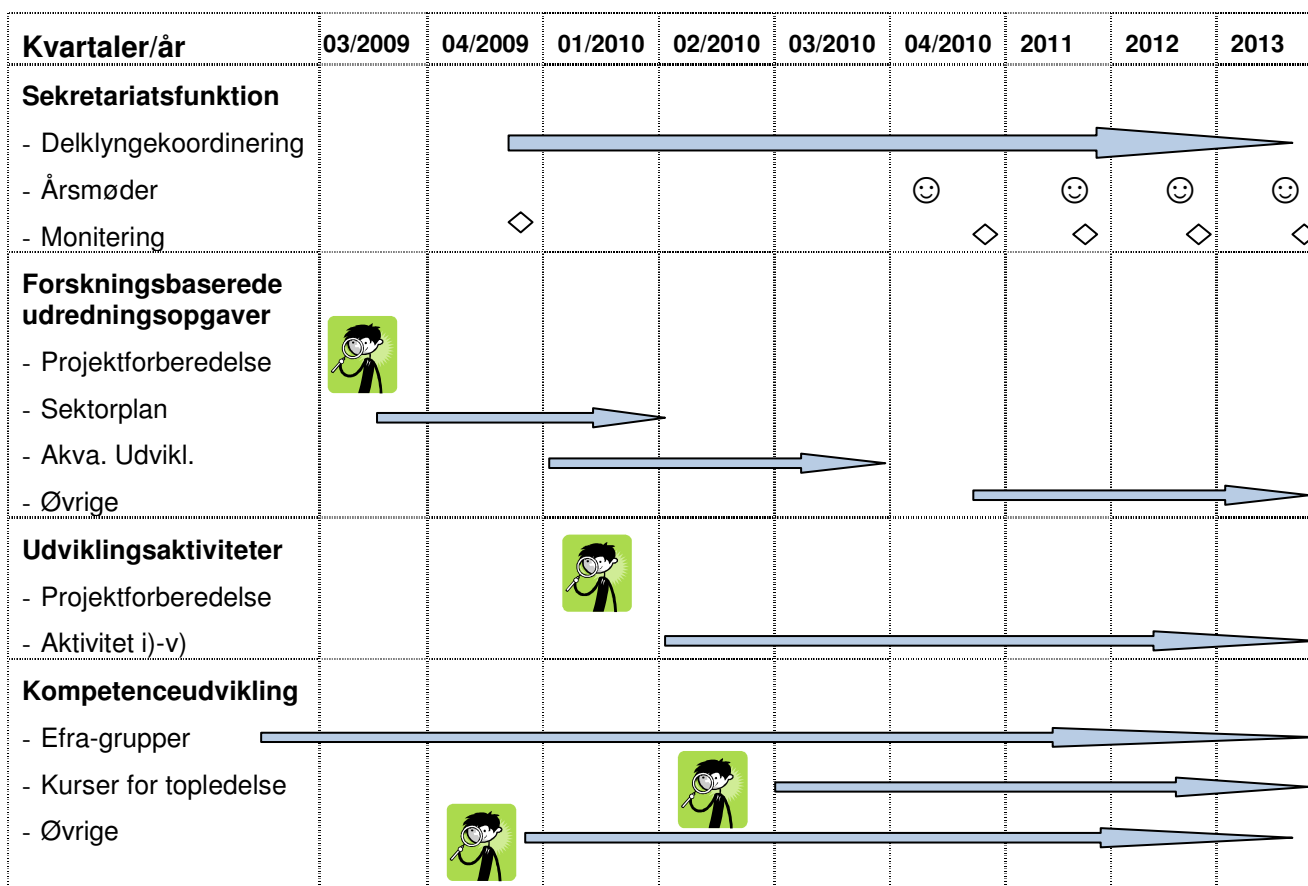 Kvartaler/år 03/2009 04/2009 01/2010 02/2010 03/2010 04/2010 2011 2012 2013
Sekretariatsfunktion
- Delklyngekoordinering
- Årsmøder
- Monitering
Forskningsbaserede
udredningsopgaver
- Projektforberedelse
- Sektorplan
- Akva. Udvikl.
- Øvrige
Udviklingsaktiviteter
- Projektforberedelse
- Aktivitet i)-v)
Kompetenceudvikling
- Efra-grupper
- Kurser for topledelse
- Øvrige